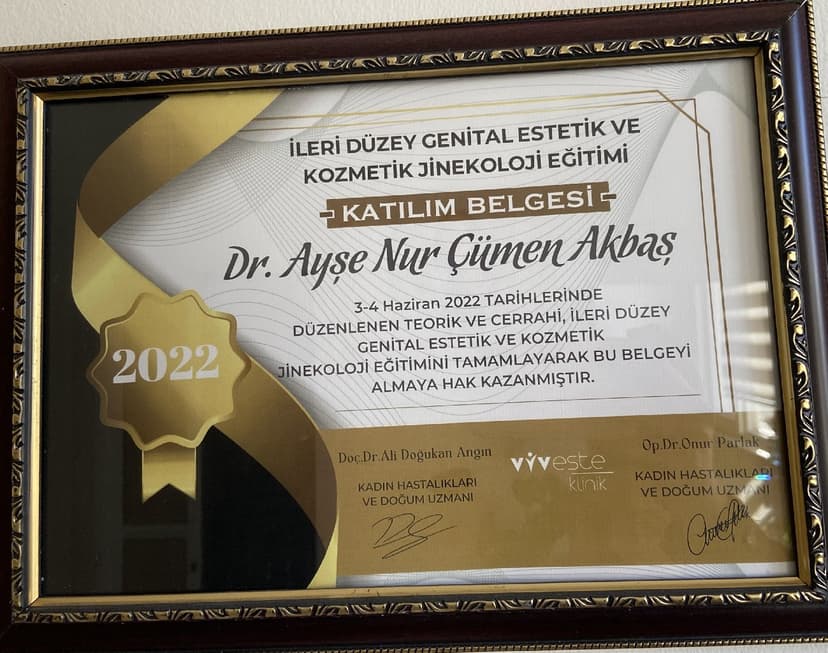 İLERİ DÜZEY GENİTAL ESTETİK VE
KOZMETİK JİNEKOLOJİ EĞİTİMİ
KATILIM BELGESİ
Dr. Ayşe Nur Çümen Akbaş
3-4 Haziran 2022 TARİHLERİNDE
DÜZENLENEN TEORİK VE CERRAHİ, İLERİ DÜZEY
GENİTAL ESTETİK VE KOZMETİK
JİNEKOLOJİ EĞİTİMİNİ TAMAMLAYARAK BU BELGEYİ
ALMAYA HAK KAZANMIŞTIR.
2022
Doç.Dr.Ali Doğukan Angın
KADIN HASTALIKLARI
VE DOĞUM UZMANI
viveste
klinik
Op.Dr.Onur Parlak
KADIN HASTALIKLARI
VE DOĞUM UZMANI